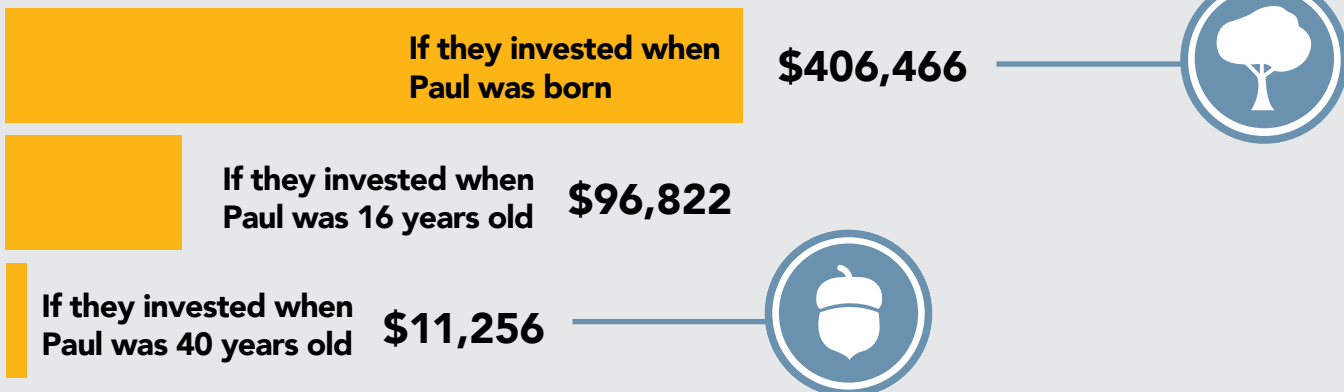 If they invested when
Paul was born
$406,466
If they invested when
Paul was 16 years old
$96,822
If they invested when
Paul was 40 years old
$11,256